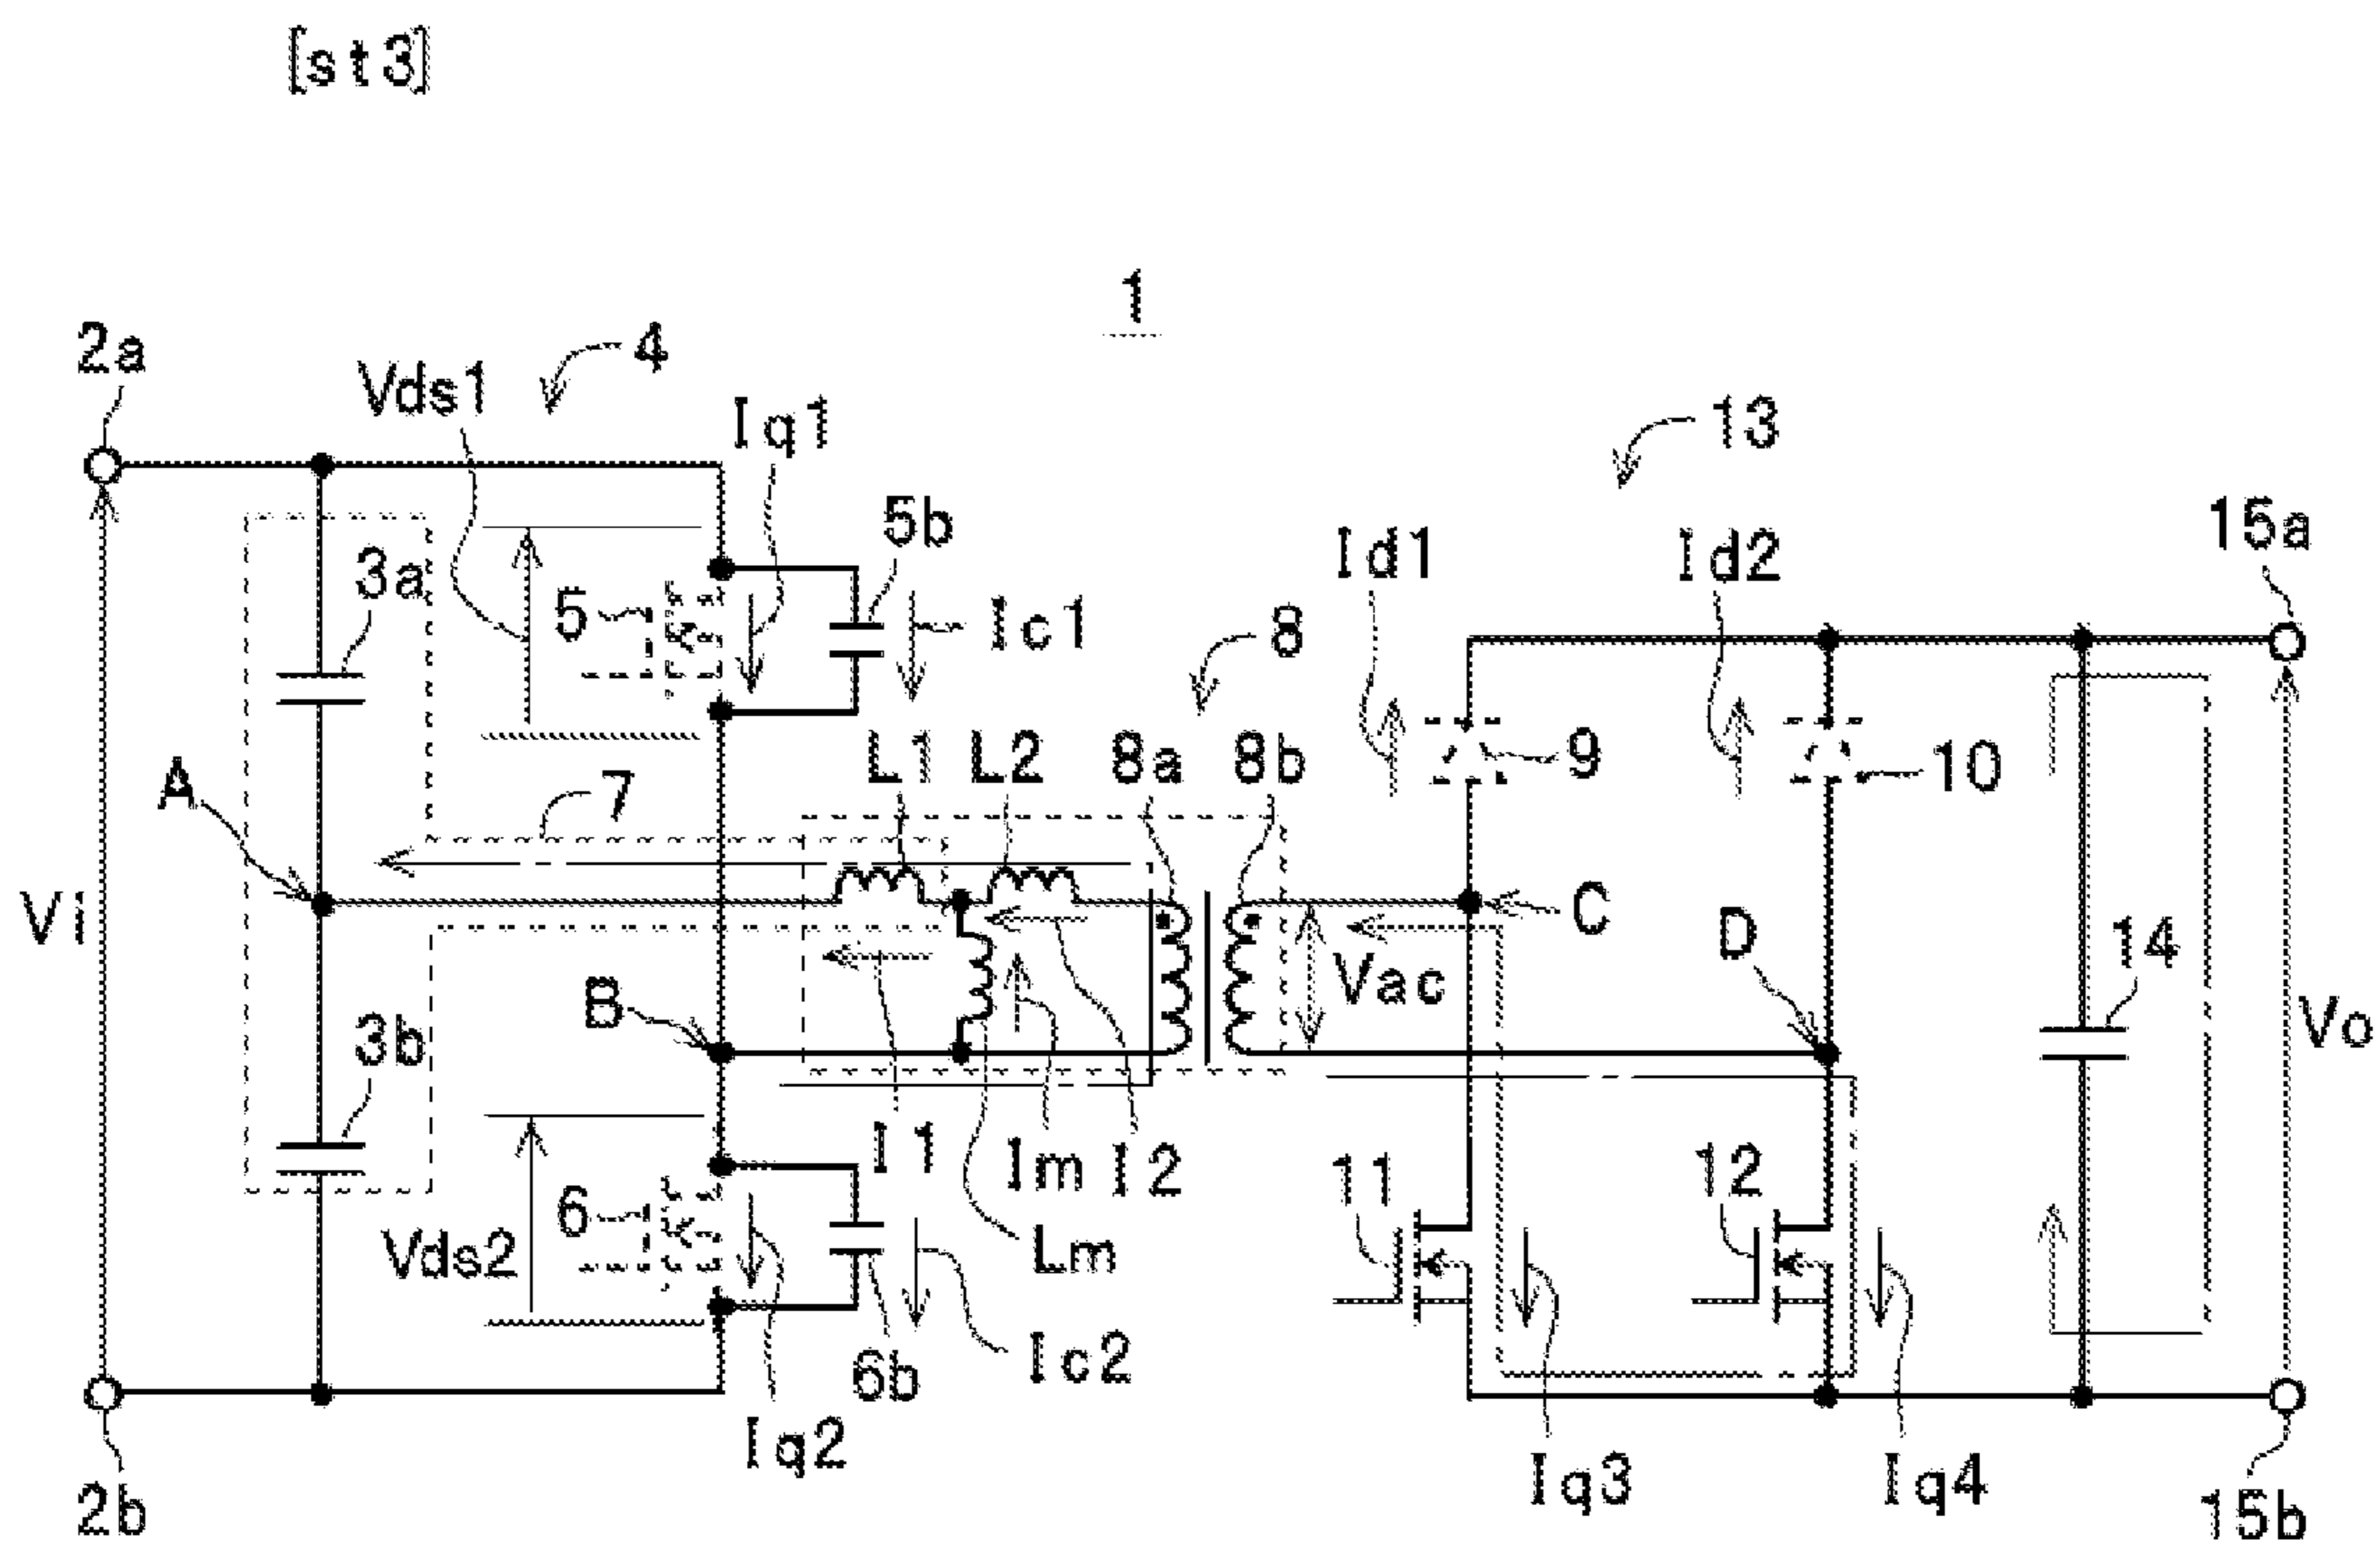 [st3]
1
2a
Vds1
4
Iq1
13
5b
15a
3a
5
Ic1
Id1
Id2
8
A
7
L1
L2
8a
8b
9
10
Vi
C
D
14
B
Vac
Vo
3b
I1
Im
I2
11
12
6
Vds2
Lm
6b
Ic2
Iq2
Iq3
Iq4
2b
15b